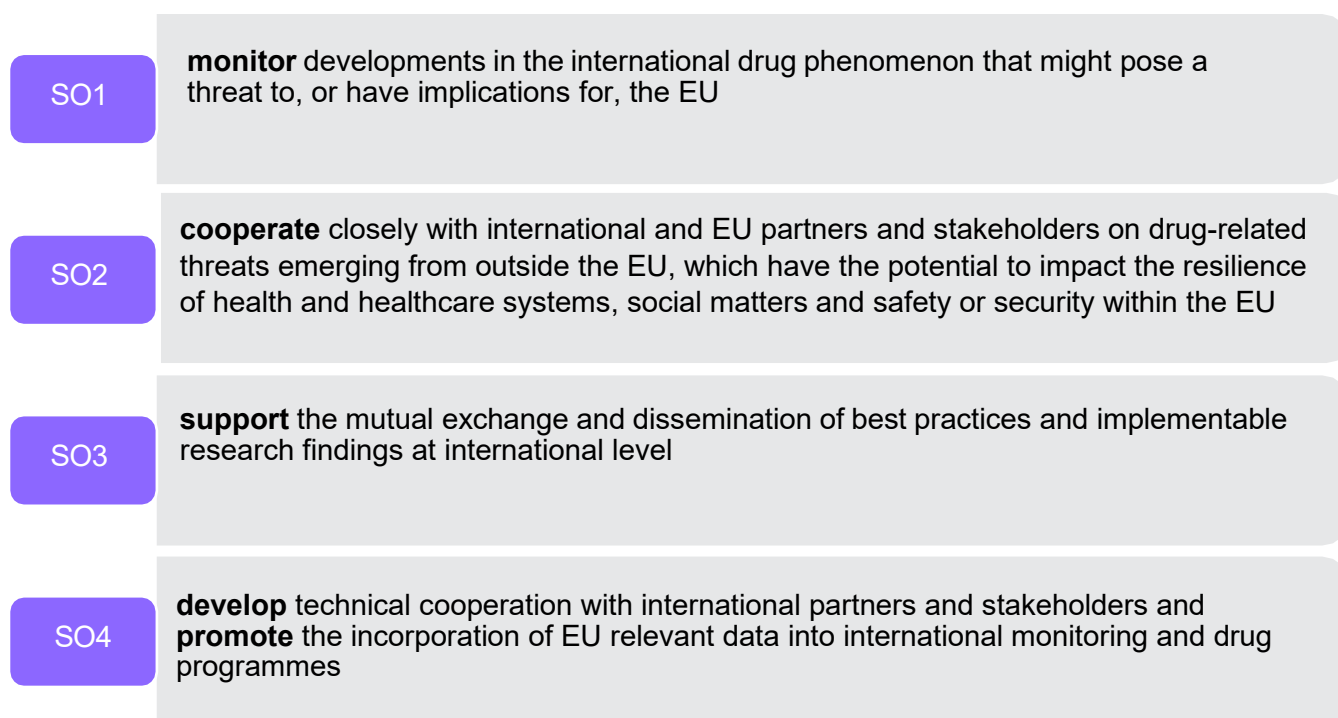 SO1
monitor developments in the international drug phenomenon that might pose a
threat to, or have implications for, the EU
SO2
cooperate closely with international and EU partners and stakeholders on drug-related
threats emerging from outside the EU, which have the potential to impact the resilience
of health and healthcare systems, social matters and safety or security within the EU
SO3
support the mutual exchange and dissemination of best practices and implementable
research findings at international level
SO4
develop technical cooperation with international partners and stakeholders and
promote the incorporation of EU relevant data into international monitoring and drug
programmes